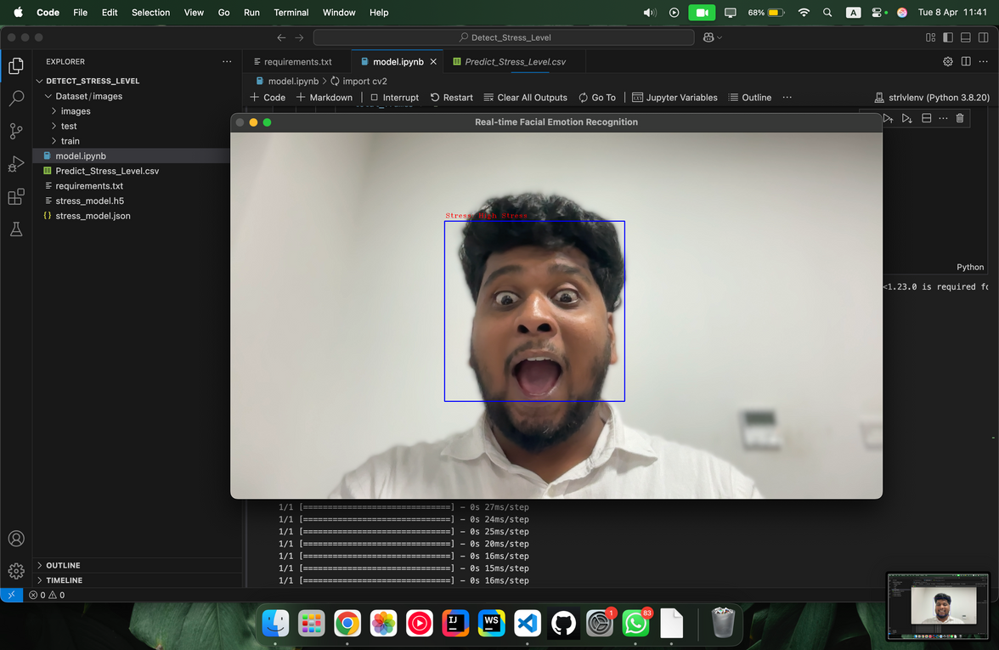 Code File Edit Selection View Go Run Terminal Window Help 68% A Tue 8 Apr 11:41
Detect_Stress_Level
EXPLORER
requirements.txt model.ipynb Predict_Stress_Level.csv
DETECT_STRESS_LEVEL
model.ipynb > import cv2
Dataset/images
Code Markdown Interrupt Restart Clear All Outputs Go To Jupyter Variables Outline strlvlenv (Python 3.8.20)
images
test
train
model.ipynb
Predict_Stress_Level.csv
requirements.txt
stress_model.h5
stress_model.json
Real-time Facial Emotion Recognition
Stress: High Stress
Python
<1.23.0 is required fo
1/1 [==============================] - 0s 27ms/step
1/1 [==============================] - 0s 24ms/step
1/1 [==============================] - 0s 25ms/step
1/1 [==============================] - 0s 20ms/step
1/1 [==============================] - 0s 16ms/step
1/1 [==============================] - 0s 15ms/step
1/1 [==============================] - 0s 16ms/step
OUTLINE
TIMELINE
0 0
IJ WS 1 83